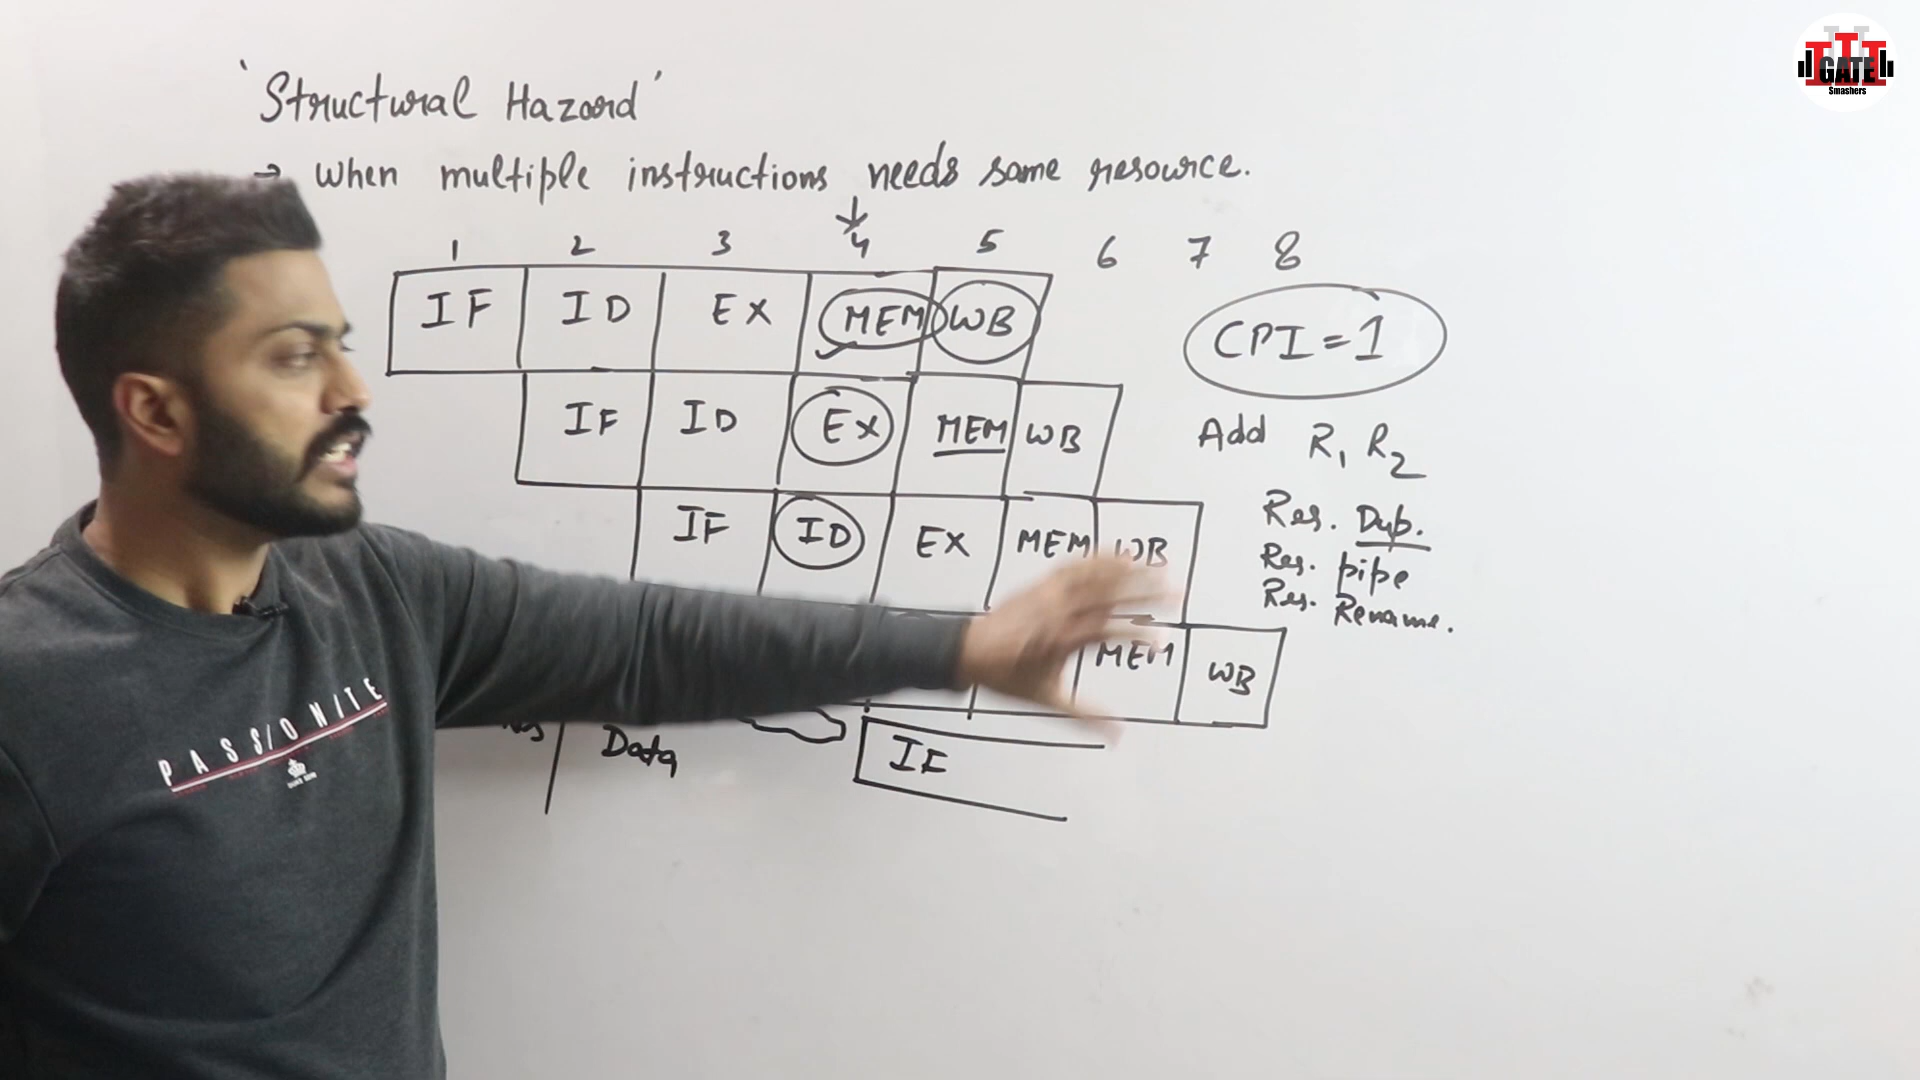 'Structural Hazard'
→ When multiple instructions needs same resource.
1 2 3 4 5 6 7 8
IF ID EX MEM WB
CPI=1
IF ID EX MEM WB
Add R1 R2
IF ID EX MEM WB
Res. Dup.
Res. pipe
Res. Rename.
MEM WB
Data
IF
PASSIONITE
GATE
Smashers